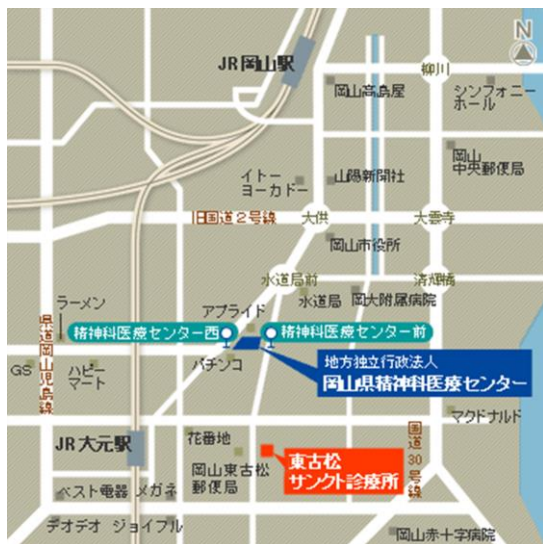 N
JR岡山駅
柳川
岡山高島屋
シンフォニー
ホール
岡山
中央郵便局
イトー
ヨーカドー
山陽新聞社
旧国道2号線
大供
大雲寺
岡山市役所
水道局前
清輝橋
水道局
岡大附属病院
ラーメン
アプライド
県道岡山児島線
精神科医療センター西
精神科医療センター前
GS
ハピー
マート
パチンコ
地方独立行政法人
岡山県精神科医療センター
マクドナルド
JR大元駅
花番地
岡山東古松
郵便局
東古松
サンクト診療所
国道30号線
ベスト電器
メガネ
デオデオ
ジョイフル
岡山赤十字病院